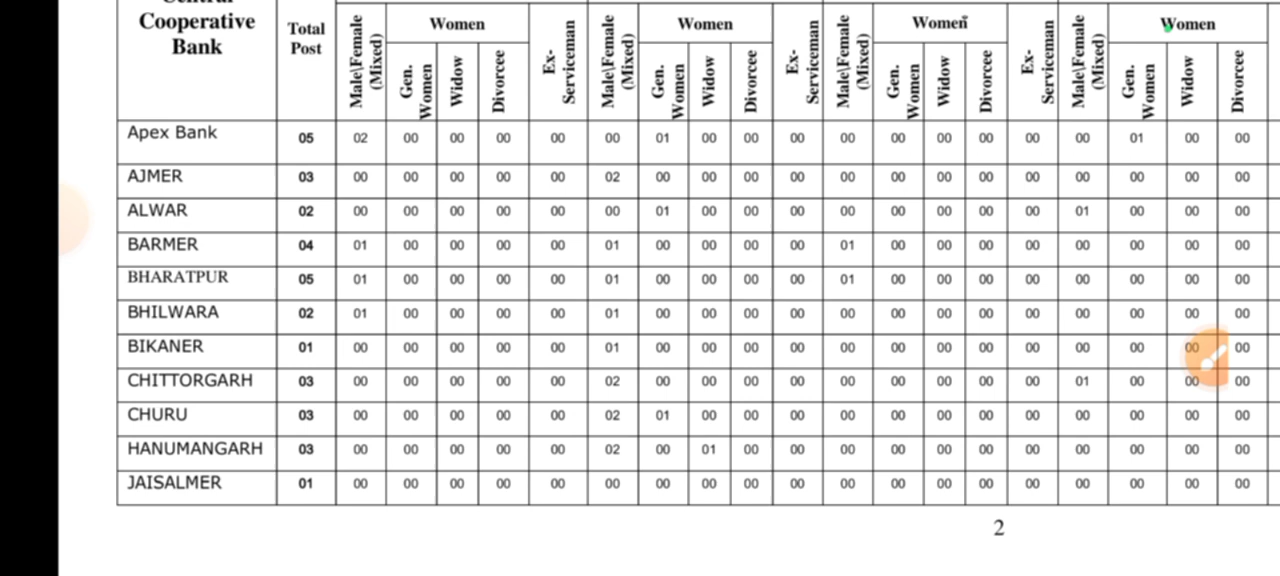 Cooperative Bank Total Post Male\Female (Mixed) Women Ex-Serviceman Male\Female (Mixed) Women Ex-Serviceman Male\Female (Mixed) Women Ex-Serviceman Male\Female (Mixed) Women
Gen. Women Widow Divorcee Gen. Women Widow Divorcee Gen. Women Widow Divorcee Gen. Women Widow Divorcee
Apex Bank 05 02 00 00 00 00 00 01 00 00 00 00 00 00 00 00 00 01 00 00
AJMER 03 00 00 00 00 00 02 00 00 00 00 00 00 00 00 00 00 00 00 00
ALWAR 02 00 00 00 00 00 00 01 00 00 00 00 00 00 00 00 01 00 00 00
BARMER 04 01 00 00 00 00 01 00 00 00 00 01 00 00 00 00 00 00 00 00
BHARATPUR 05 01 00 00 00 00 01 00 00 00 00 01 00 00 00 00 00 00 00 00
BHILWARA 02 01 00 00 00 00 01 00 00 00 00 00 00 00 00 00 00 00 00 00
BIKANER 01 00 00 00 00 00 01 00 00 00 00 00 00 00 00 00 00 00 00 00
CHITTORGARH 03 00 00 00 00 00 02 00 00 00 00 00 00 00 00 00 01 00 00 00
CHURU 03 00 00 00 00 00 02 01 00 00 00 00 00 00 00 00 00 00 00 00
HANUMANGARH 03 00 00 00 00 00 02 00 01 00 00 00 00 00 00 00 00 00 00 00
JAISALMER 01 00 00 00 00 00 00 00 00 00 00 00 00 00 00 00 00 00 00 00
2